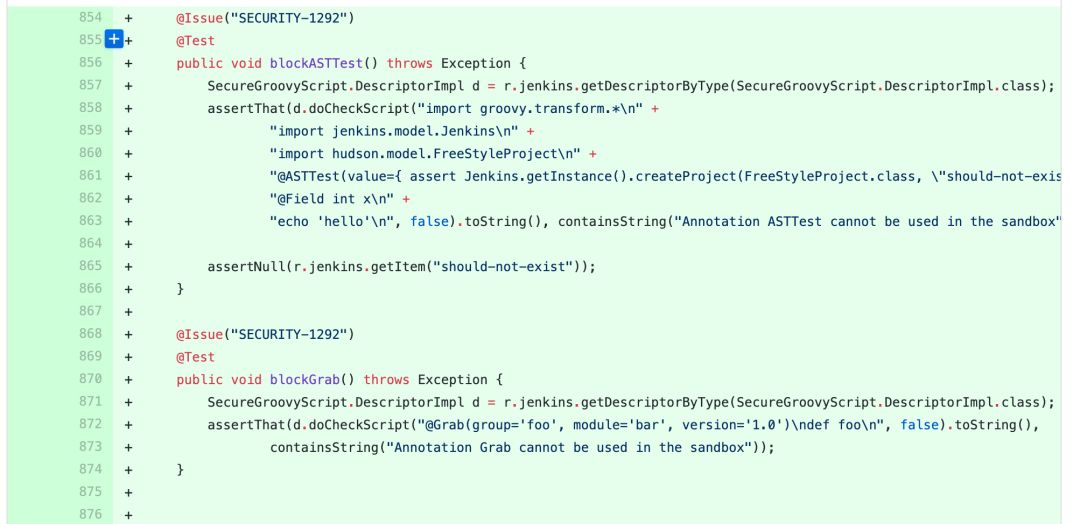 854 + @Issue("SECURITY-1292")
855 + + @Test
856 + public void blockASTTest() throws Exception {
857 + SecureGroovyScript.DescriptorImpl d = r.jenkins.getDescriptorByType(SecureGroovyScript.DescriptorImpl.class);
858 + assertThat(d.doCheckScript("import groovy.transform.*\n" +
859 + "import jenkins.model.Jenkins\n" +
860 + "import hudson.model.FreeStyleProject\n" +
861 + "@ASTTest(value={ assert Jenkins.getInstance().createProject(FreeStyleProject.class, \"should-not-exis
862 + "@Field int x\n" +
863 + "echo 'hello'\n", false).toString(), containsString("Annotation ASTTest cannot be used in the sandbox"
864 +
865 + assertNull(r.jenkins.getItem("should-not-exist"));
866 + }
867 +
868 + @Issue("SECURITY-1292")
869 + @Test
870 + public void blockGrab() throws Exception {
871 + SecureGroovyScript.DescriptorImpl d = r.jenkins.getDescriptorByType(SecureGroovyScript.DescriptorImpl.class);
872 + assertThat(d.doCheckScript("@Grab(group='foo', module='bar', version='1.0')\ndef foo\n", false).toString(),
873 + containsString("Annotation Grab cannot be used in the sandbox"));
874 + }
875 +
876 +